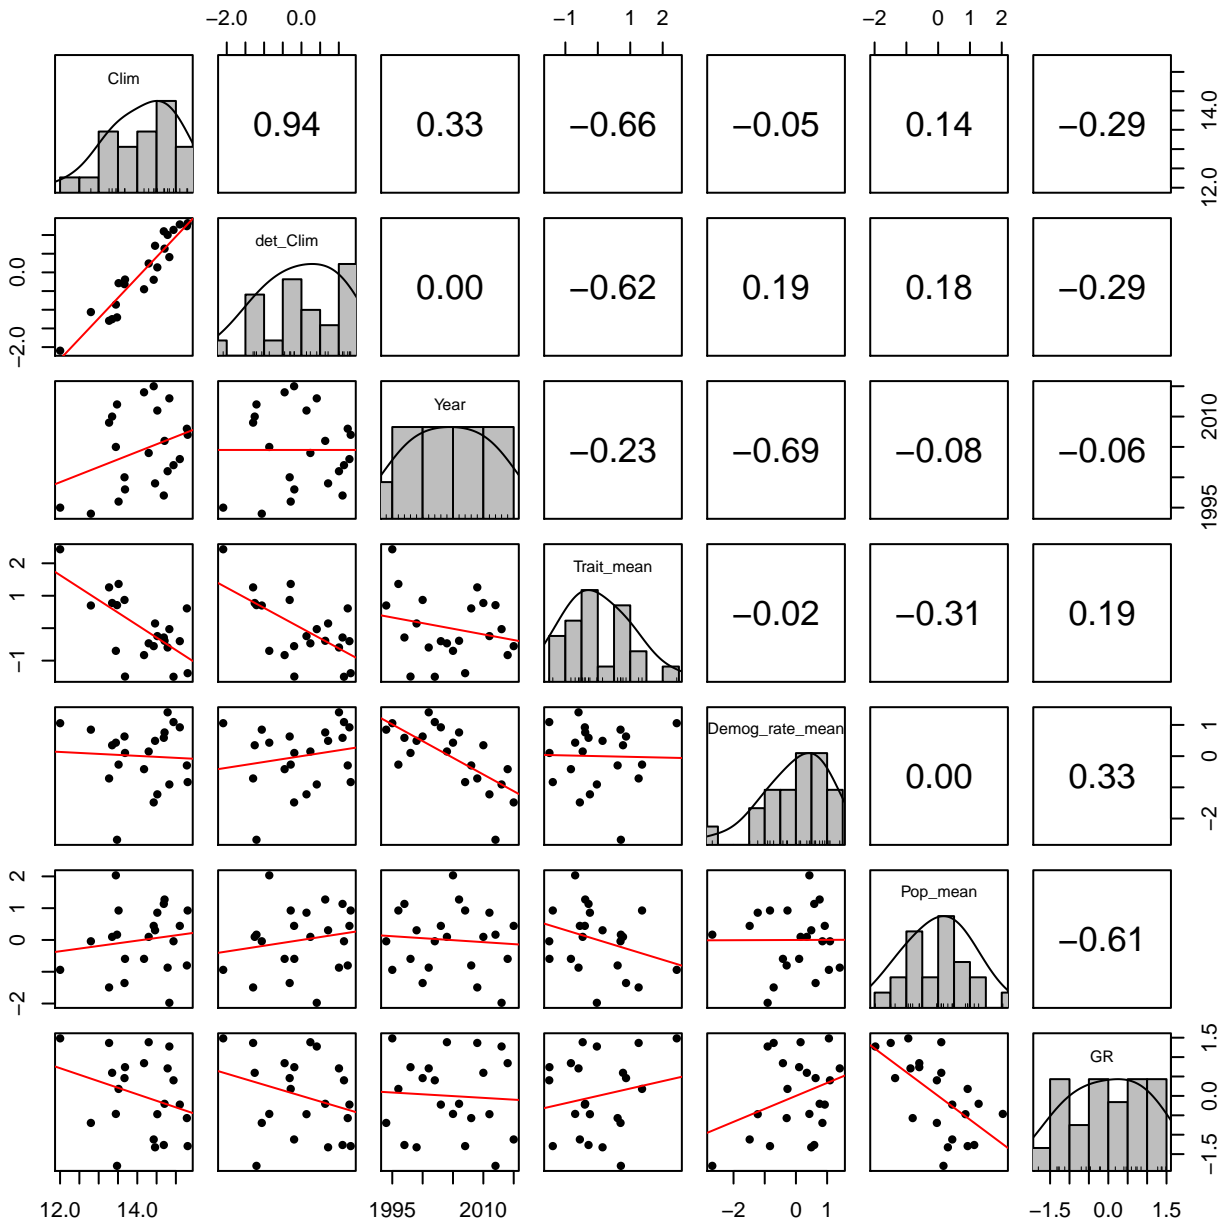 −2.0 0.0 −1 1 2 −2 0 1 2
Clim 0.94 0.33 −0.66 −0.05 0.14 −0.29 12.0 14.0
−2.0 0.0 det_Clim 0.00 −0.62 0.19 0.18 −0.29
Year −0.23 −0.69 −0.08 −0.06 1995 2010
−1 1 2 Trait_mean −0.02 −0.31 0.19
Demog_rate_mean 0.00 0.33 −2 0 1
−2 −1 0 1 2 Pop_mean −0.61
GR −1.5 0.0 1.5
12.0 14.0 1995 2010 −2 0 −1.5 0.0 1.5